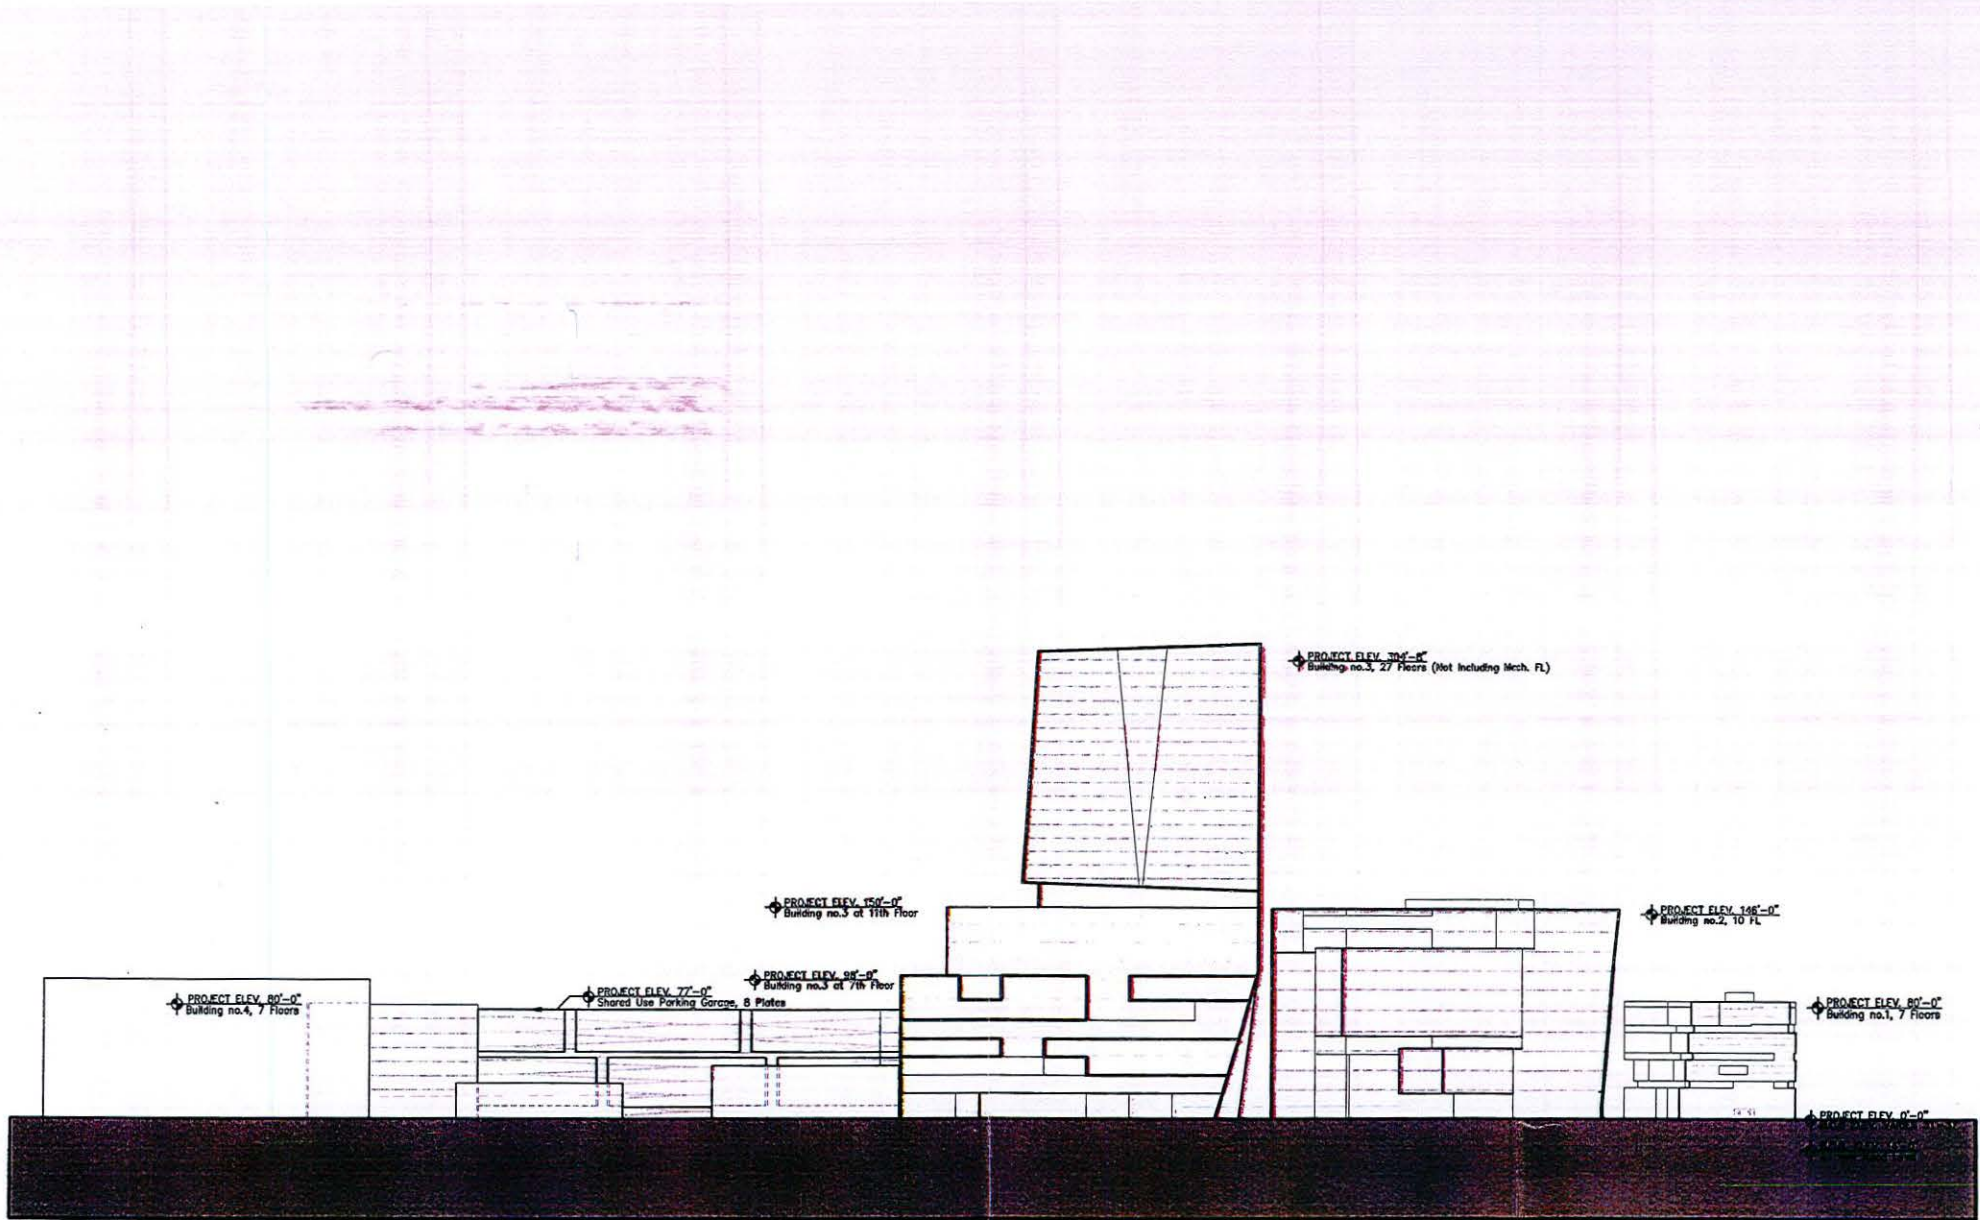 PROJECT ELEV. 304'-8"
Building no.3, 27 Floors (Not Including Mech. FL)
PROJECT ELEV. 150'-0"
Building no.3 at 11th Floor
PROJECT ELEV. 146'-0"
Building no.2, 10 FL
PROJECT ELEV. 98'-0"
Building no.3 at 7th Floor
PROJECT ELEV. 77'-0"
Shared Use Parking Garage, 8 Plates
PROJECT ELEV. 80'-0"
Building no.4, 7 Floors
PROJECT ELEV. 80'-0"
Building no.1, 7 Floors
PROJECT ELEV. 0'-0"